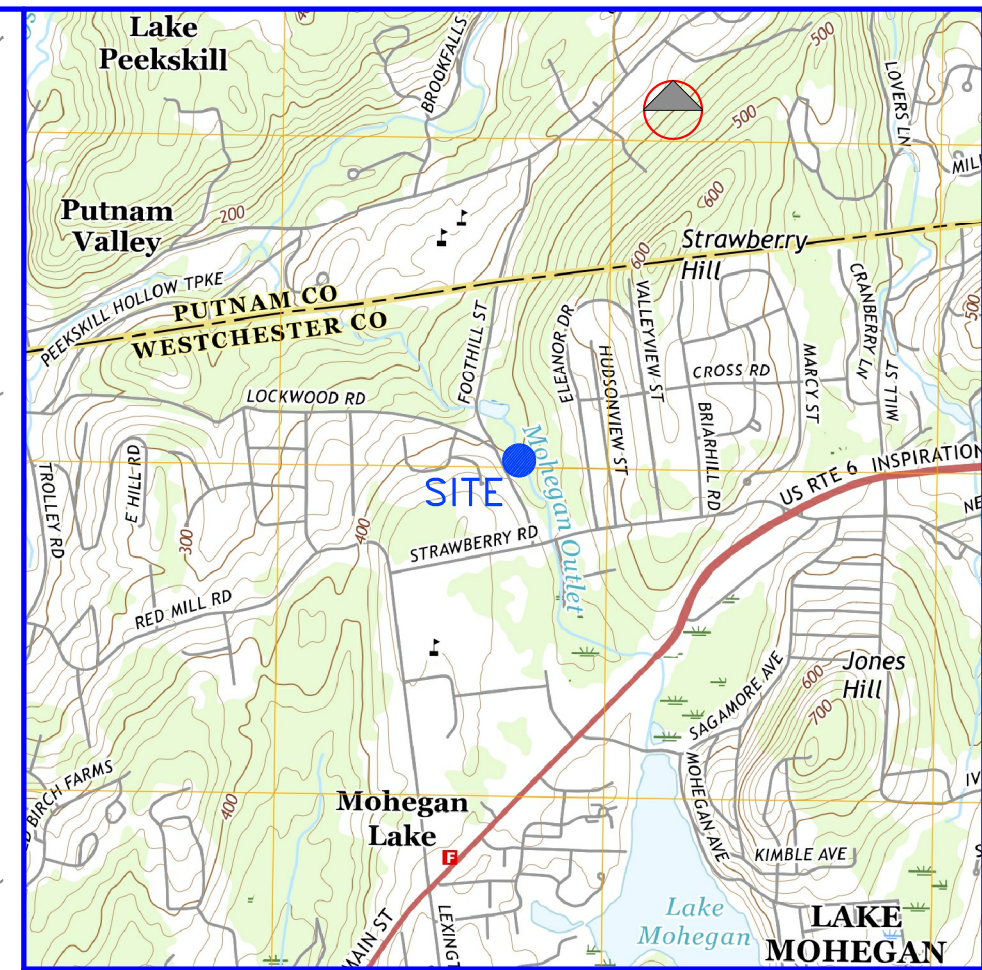 Lake
Peekskill
BROOKFALLS
500
LOVERS LN
500
MIL
600
Putnam
Valley
200
Strawberry
Hill
600
PEEKSKILL HOLLOW TPKE
PUTNAM CO
WESTCHESTER CO
FOOTHILL ST
ELEANOR DR
HUDSONVIEW ST
VALLEYVIEW ST
CROSS RD
BRIARHILL RD
MARCY ST
CRANBERRY LN
MILL ST
500
LOCKWOOD RD
TROLLEY RD
E HILL RD
300
400
SITE
Mohegan Outlet
STRAWBERRY RD
US RTE 6 INSPIRATION
NE
RED MILL RD
SAGAMORE AVE
Jones
Hill
600
700
BIRCH FARMS
400
Mohegan
Lake
F
MOHEGAN AVE
KIMBLE AVE
IV
S
MAIN ST
LEXINGT
Lake
Mohegan
LAKE
MOHEGAN